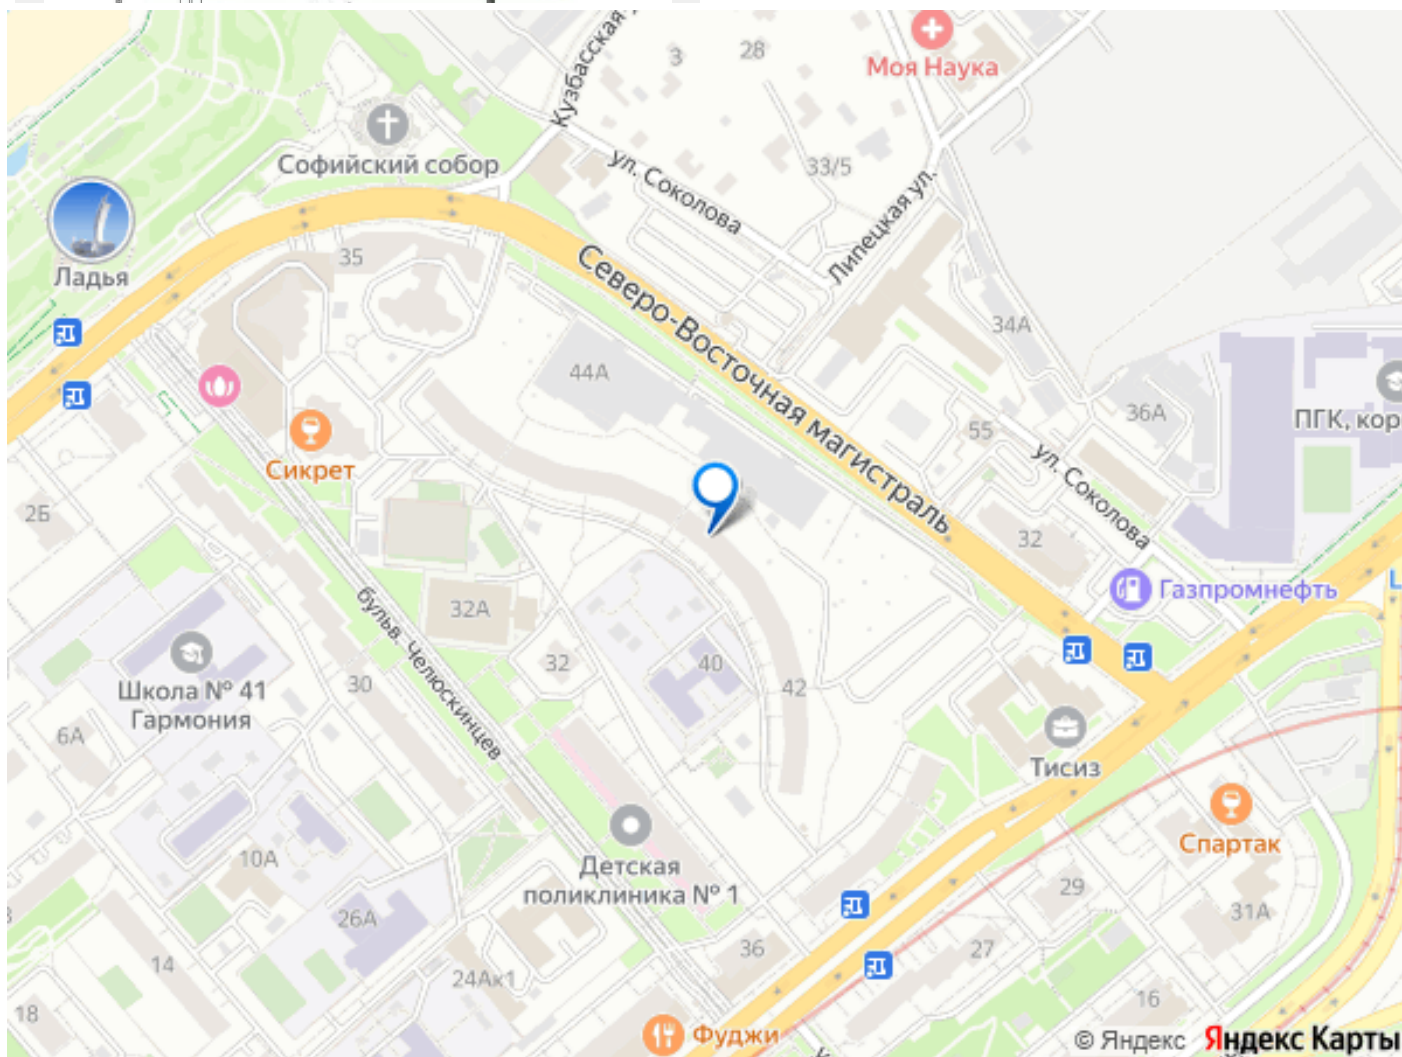 Кузбасская
3
28
Моя Наука
Софийский собор
ул. Соколова
33/5
Липецкая ул.
Ладья
35
Северо-Восточная магистраль
34А
44А
36А
55
ПГК, кор
Сикрет
ул. Соколова
2Б
32
Газпромнефть
32А
бульв. Челюскинцев
32
40
42
Школа № 41
Гармония
30
6А
Тисиз
Спартак
10А
Детская
поликлиника № 1
29
31А
26А
36
27
14
24Ак1
16
18
Фуджи
© Яндекс Яндекс Карты